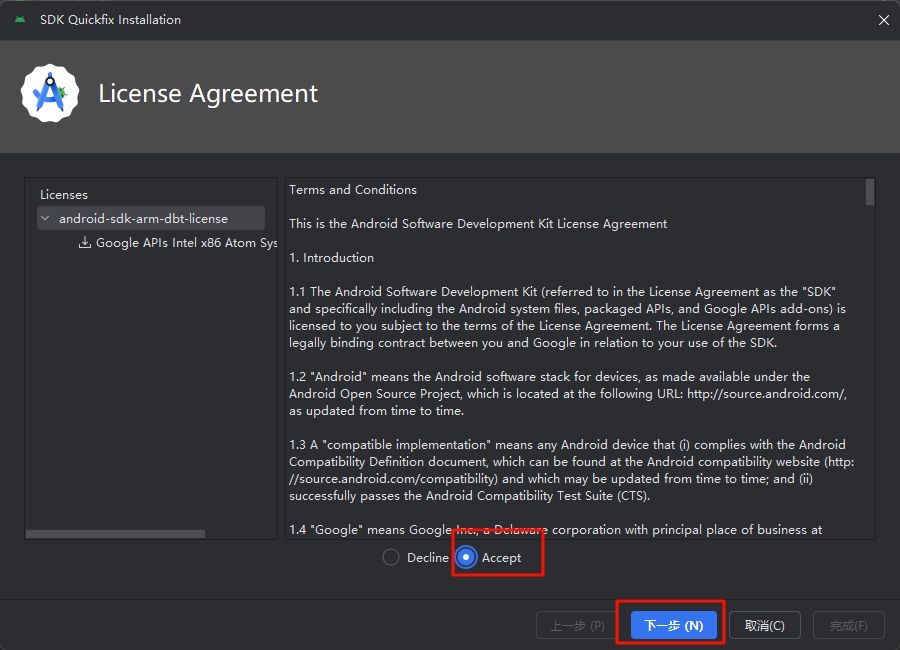 SDK Quickfix Installation
License Agreement
Licenses
android-sdk-arm-dbt-license
Google APIs Intel x86 Atom Sys
Terms and Conditions
This is the Android Software Development Kit License Agreement
1. Introduction
1.1 The Android Software Development Kit (referred to in the License Agreement as the "SDK"
and specifically including the Android system files, packaged APIs, and Google APIs add-ons) is
licensed to you subject to the terms of the License Agreement. The License Agreement forms a
legally binding contract between you and Google in relation to your use of the SDK.
1.2 "Android" means the Android software stack for devices, as made available under the
Android Open Source Project, which is located at the following URL: http://source.android.com/,
as updated from time to time.
1.3 A "compatible implementation" means any Android device that (i) complies with the Android
Compatibility Definition document, which can be found at the Android compatibility website (http:
//source.android.com/compatibility) and which may be updated from time to time; and (ii)
successfully passes the Android Compatibility Test Suite (CTS).
1.4 "Google" means Google Inc., a Delaware corporation with principal place of business at
Decline Accept
上一步 (P) 下一步 (N) 取消(C) 完成(F)